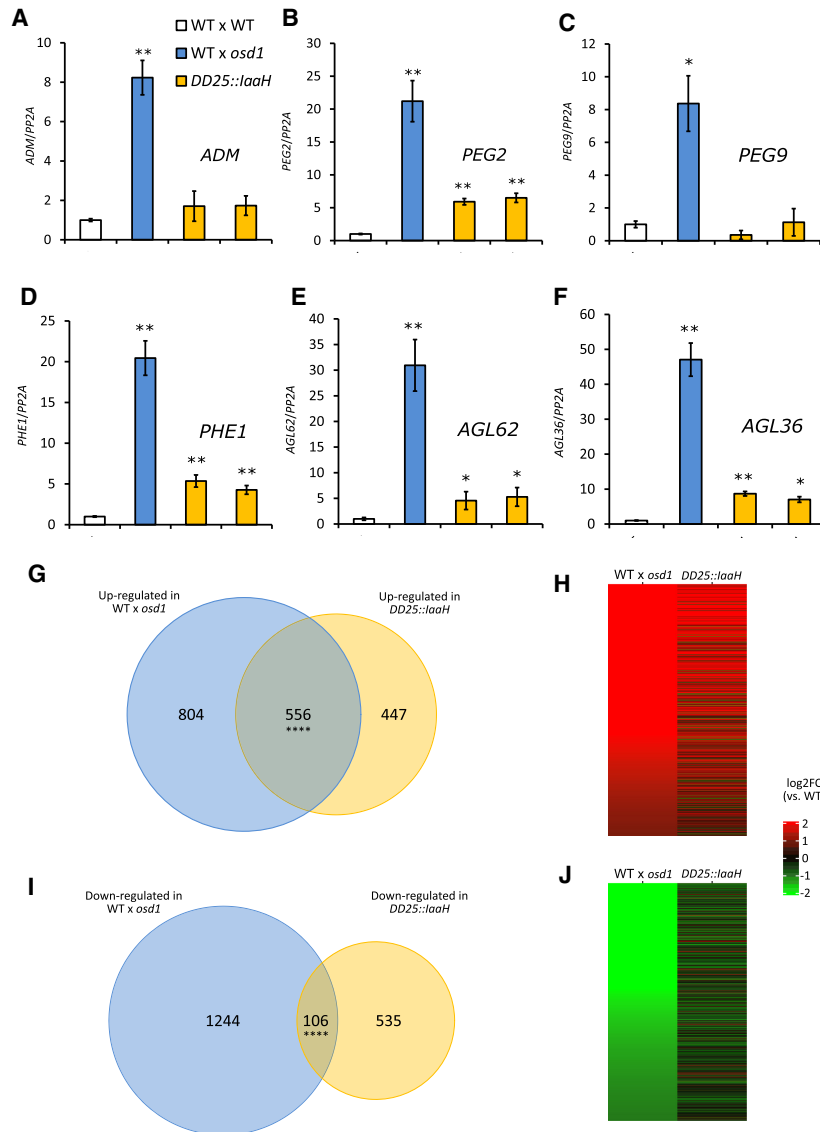 A
WT x WT
WT x osd1
DD25::IaaH
ADM/PP2A
10
8
6
4
2
0
**
ADM
B
PEG2/PP2A
30
25
20
15
10
5
0
**
PEG2
** **
C
PEG9/PP2A
12
10
8
6
4
2
0
*
PEG9
D
PHE1/PP2A
25
20
15
10
5
0
**
PHE1
** **
E
AGL62/PP2A
40
35
30
25
20
15
10
5
0
**
AGL62
* *
F
AGL36/PP2A
60
50
40
30
20
10
0
**
AGL36
** *
G
Up-regulated in
WT x osd1
Up-regulated in
DD25::IaaH
804 556 447
****
H
WT x osd1 DD25::IaaH
log2FC
(vs. WT
2
1
0
-1
-2
I
Down-regulated in
WT x osd1
Down-regulated in
DD25::IaaH
1244 106 535
****
J
WT x osd1 DD25::IaaH